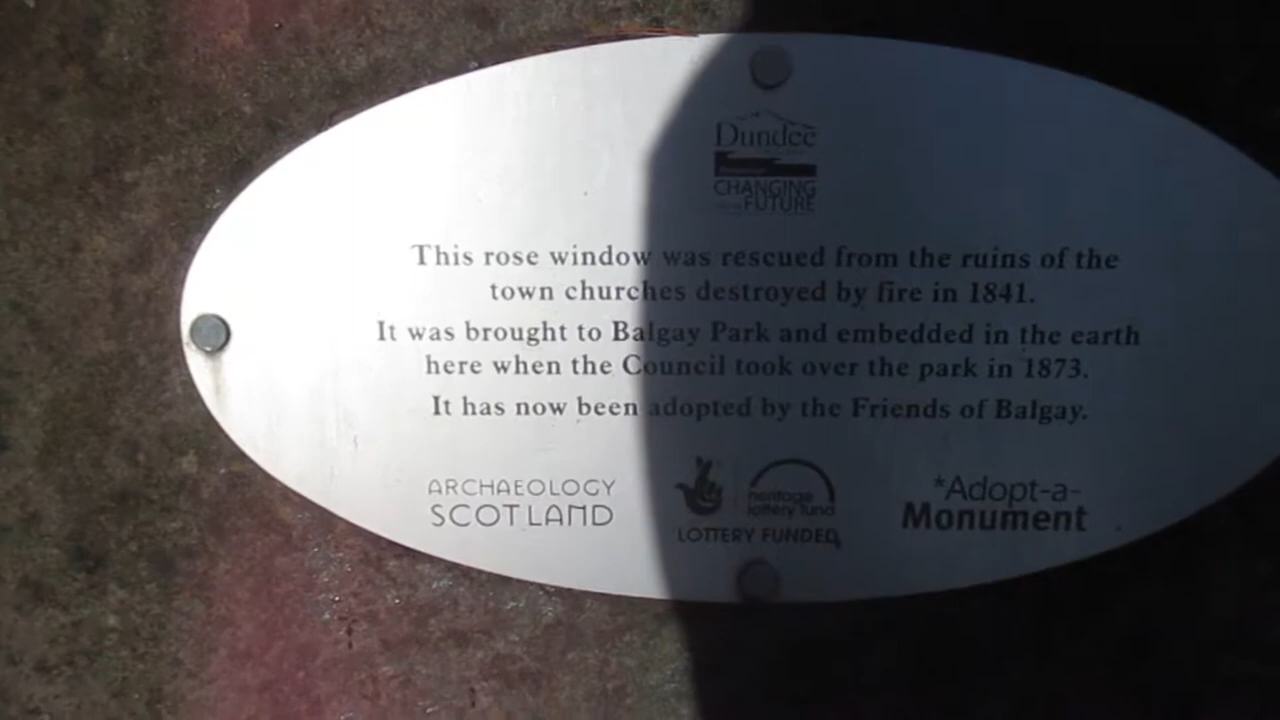 Dundee
CHANGING
FUTURE
This rose window was rescued from the ruins of the
town churches destroyed by fire in 1841.
It was brought to Balgay Park and embedded in the earth
here when the Council took over the park in 1873.
It has now been adopted by the Friends of Balgay.
ARCHAEOLOGY
SCOTLAND
heritage
lottery fund
LOTTERY FUNDED
*Adopt-a-
Monument